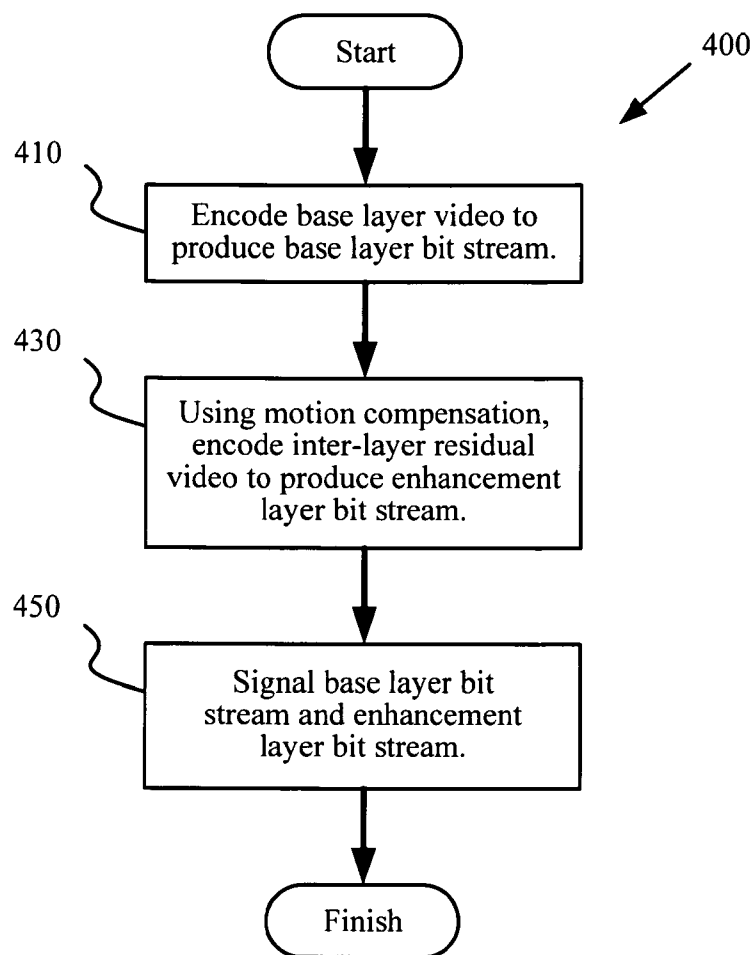 Start
400
410
Encode base layer video to
produce base layer bit stream.
430
Using motion compensation,
encode inter-layer residual
video to produce enhancement
layer bit stream.
450
Signal base layer bit
stream and enhancement
layer bit stream.
Finish